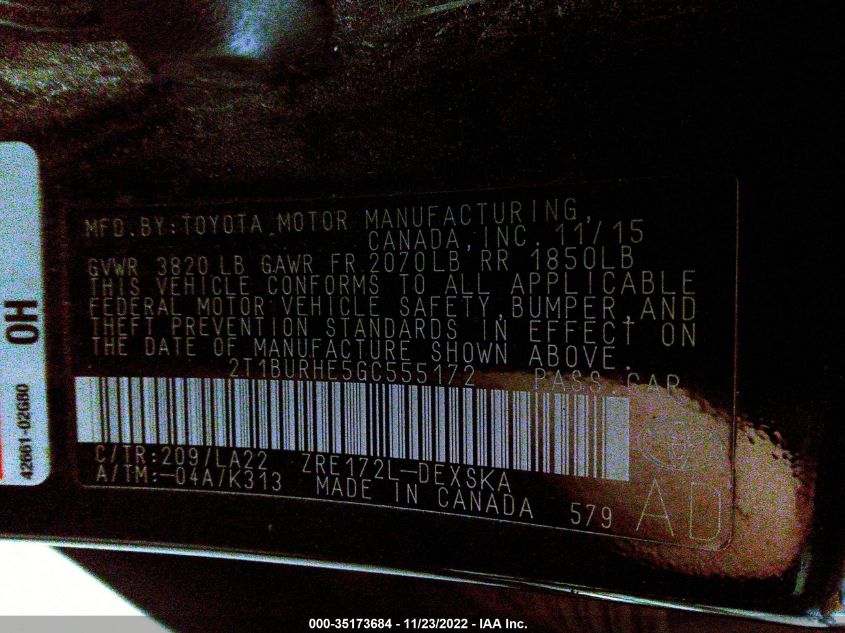 MFD.BY:TOYOTA MOTOR MANUFACTURING,
CANADA,INC. 11/15
GVWR 3820 LB GAWR FR 2070LB RR 1850LB
THIS VEHICLE CONFORMS TO ALL APPLICABLE
FEDERAL MOTOR VEHICLE SAFETY, BUMPER, AND
THEFT PREVENTION STANDARDS IN EFFECT ON
THE DATE OF MANUFACTURE SHOWN ABOVE.
2T1BURHE5GC555172 PASS.CAR
C/TR:209/LA22 ZRE172L-DEXSKA
A/TM:-04A/K313 MADE IN CANADA 579 AD
OH
42661-02680
000-35173684 - 11/23/2022 - IAA Inc.